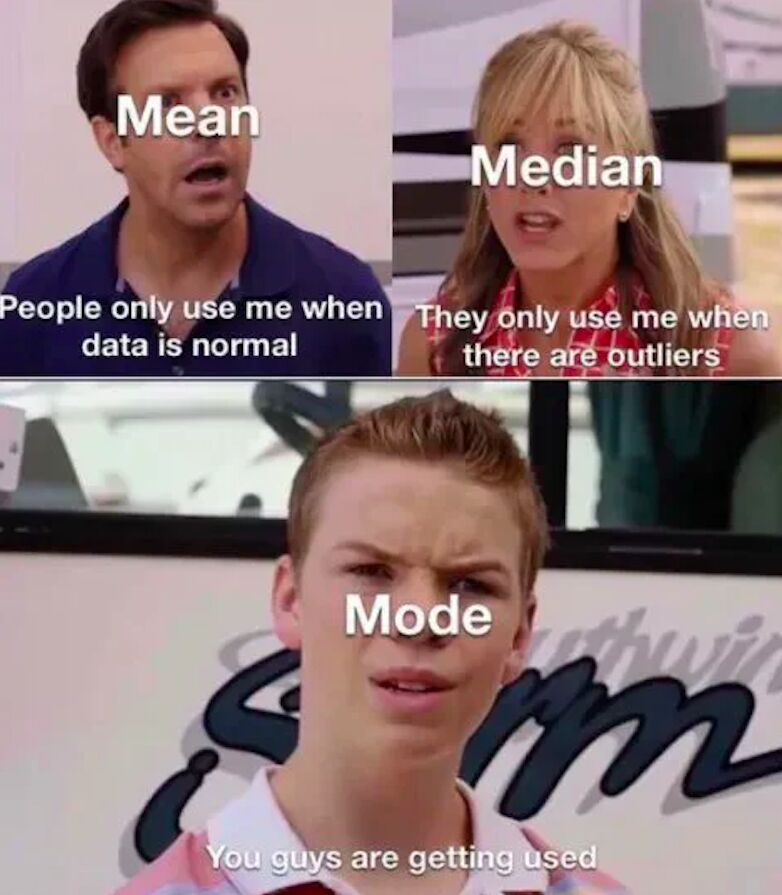 Mean
People only use me when
data is normal
Median
They only use me when
there are outliers
Mode
You guys are getting used